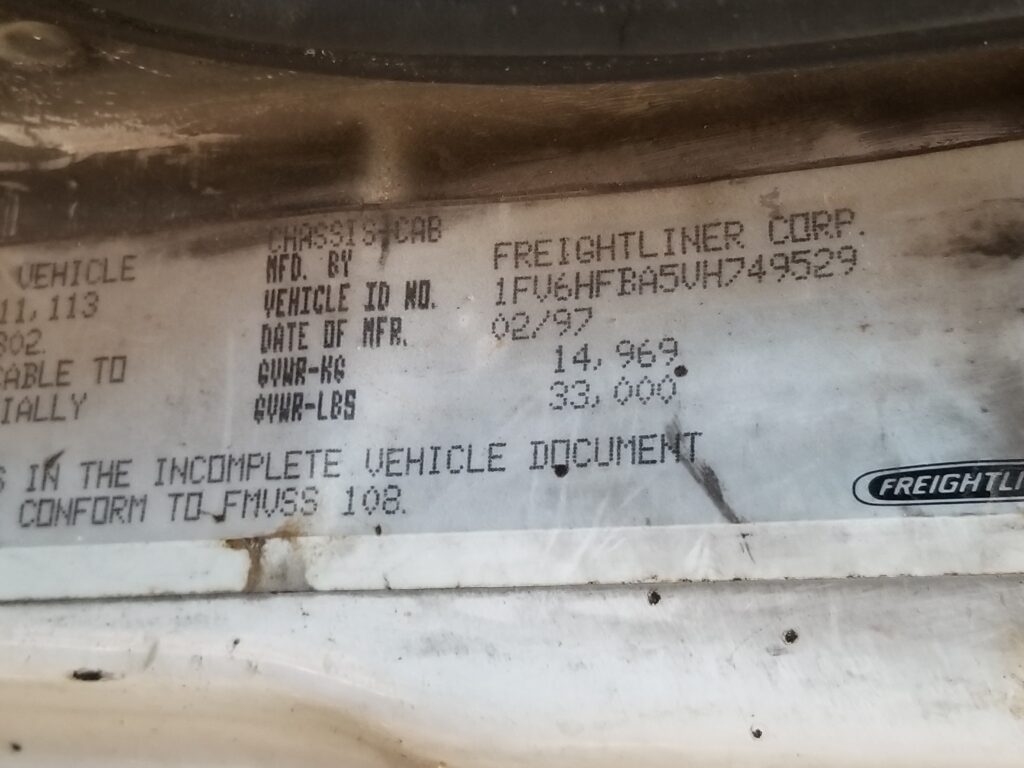 VEHICLE
11,113
302.
CABLE TO
IALLY
CHASSIS-CAB
MFD. BY FREIGHTLINER CORP.
VEHICLE ID NO. 1FV6HFBA5VH749529
DATE OF MFR. 02/97
GVWR-KG 14,969
GVWR-LBS 33,000
S IN THE INCOMPLETE VEHICLE DOCUMENT
CONFORM TO FMVSS 108.
FREIGHTLI